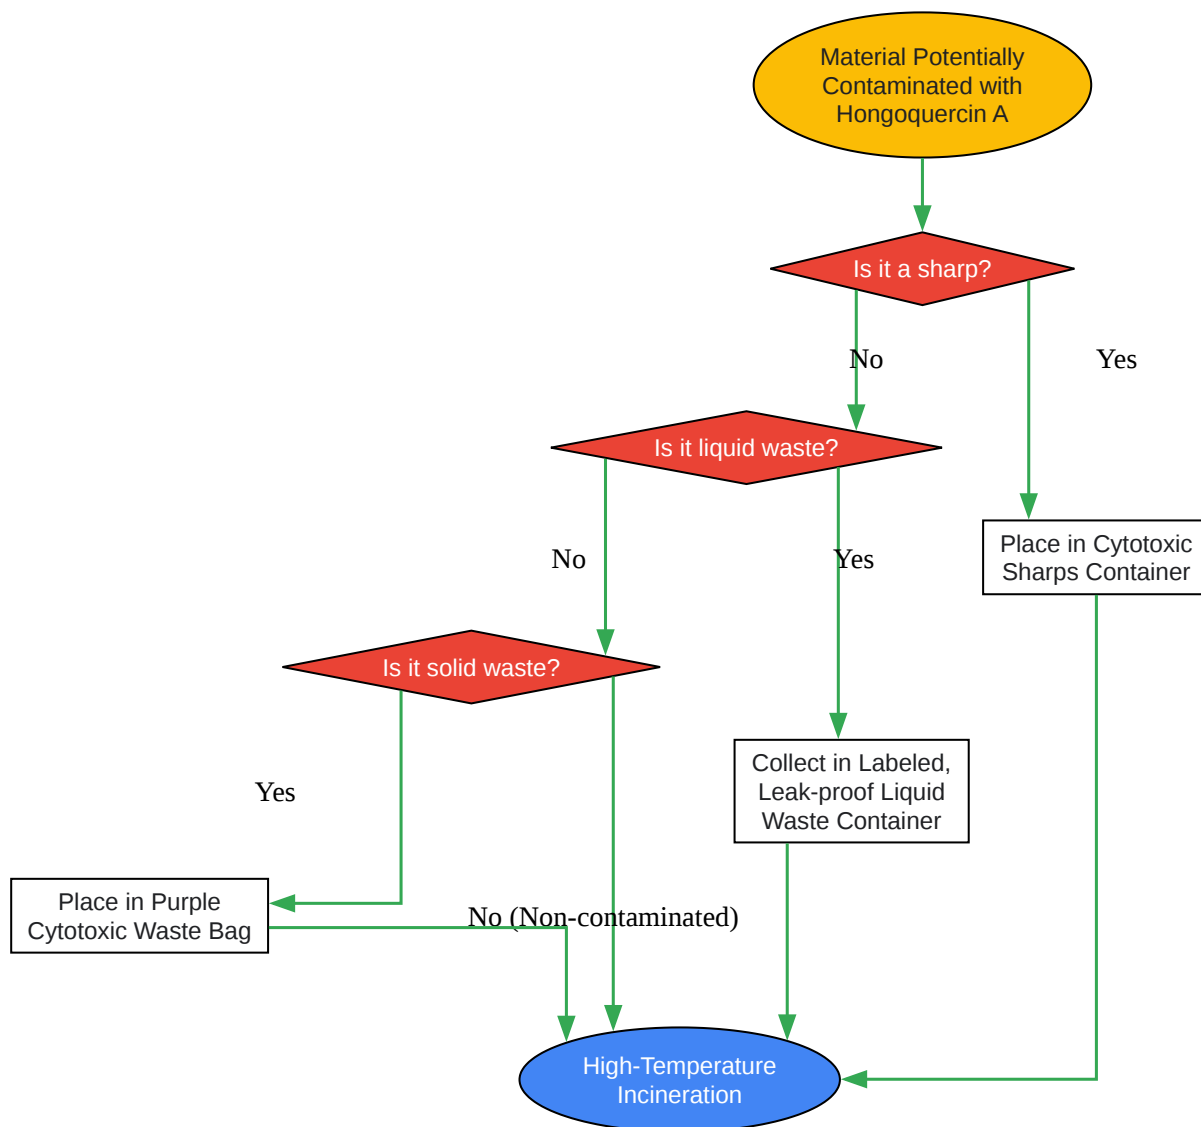 Material Potentially
Contaminated with
Hongoquercin A
Is it a sharp?
No
Yes
Is it liquid waste?
No
Yes
Place in Cytotoxic
Sharps Container
Is it solid waste?
Yes
Collect in Labeled,
Leak-proof Liquid
Waste Container
Place in Purple
Cytotoxic Waste Bag
No (Non-contaminated)
High-Temperature
Incineration